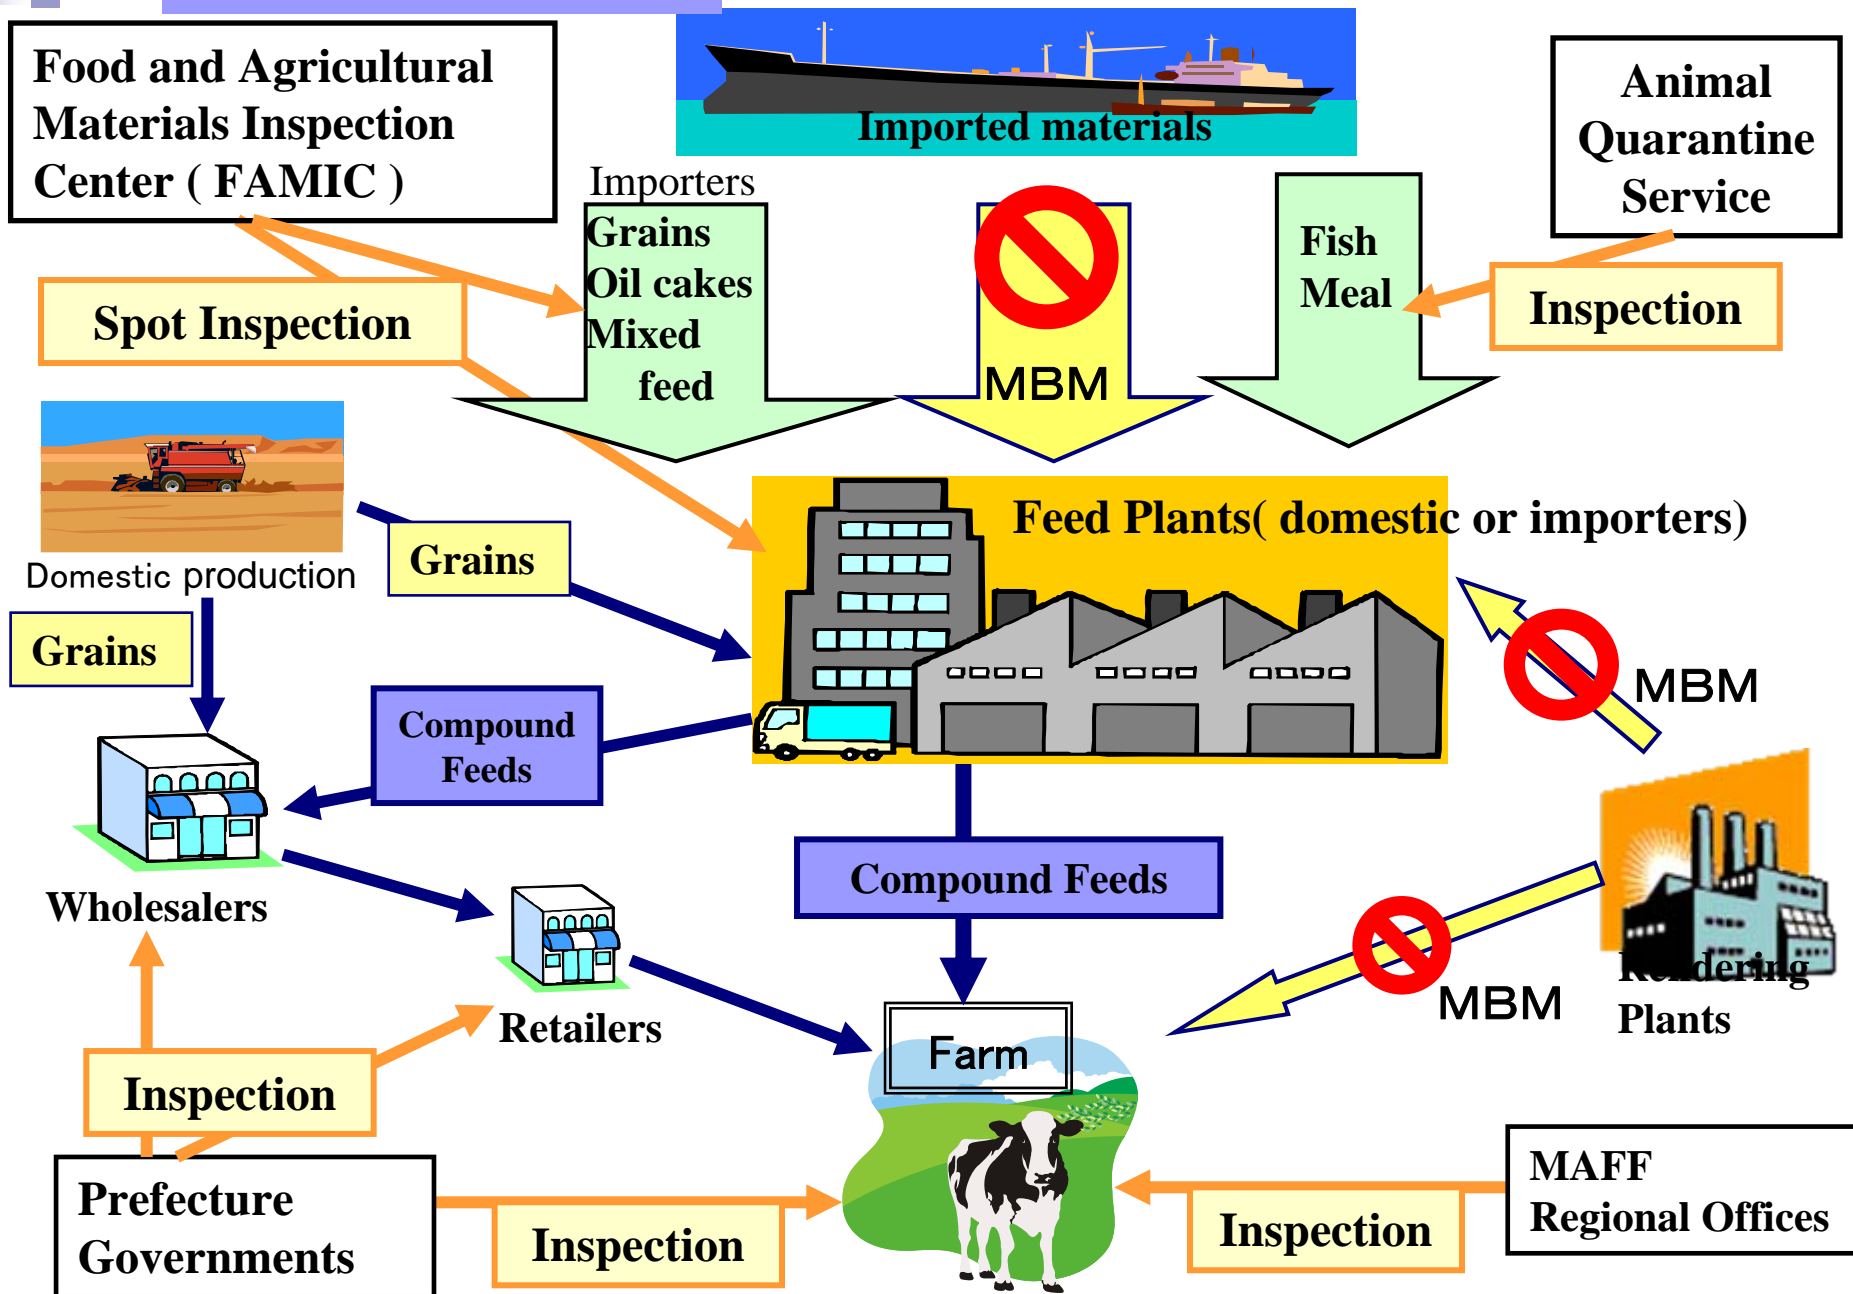 Food and Agricultural
Materials Inspection
Center ( FAMIC )
Imported materials
Animal
Quarantine
Service
Importers
Grains
Oil cakes
Mixed
feed
MBM
Fish
Meal
Inspection
Spot Inspection
Domestic production
Grains
Grains
Feed Plants( domestic or importers)
MBM
Compound
Feeds
Compound Feeds
Wholesalers
Retailers
MBM
Rendering
Plants
Farm
Inspection
Prefecture
Governments
Inspection
Inspection
MAFF
Regional Offices